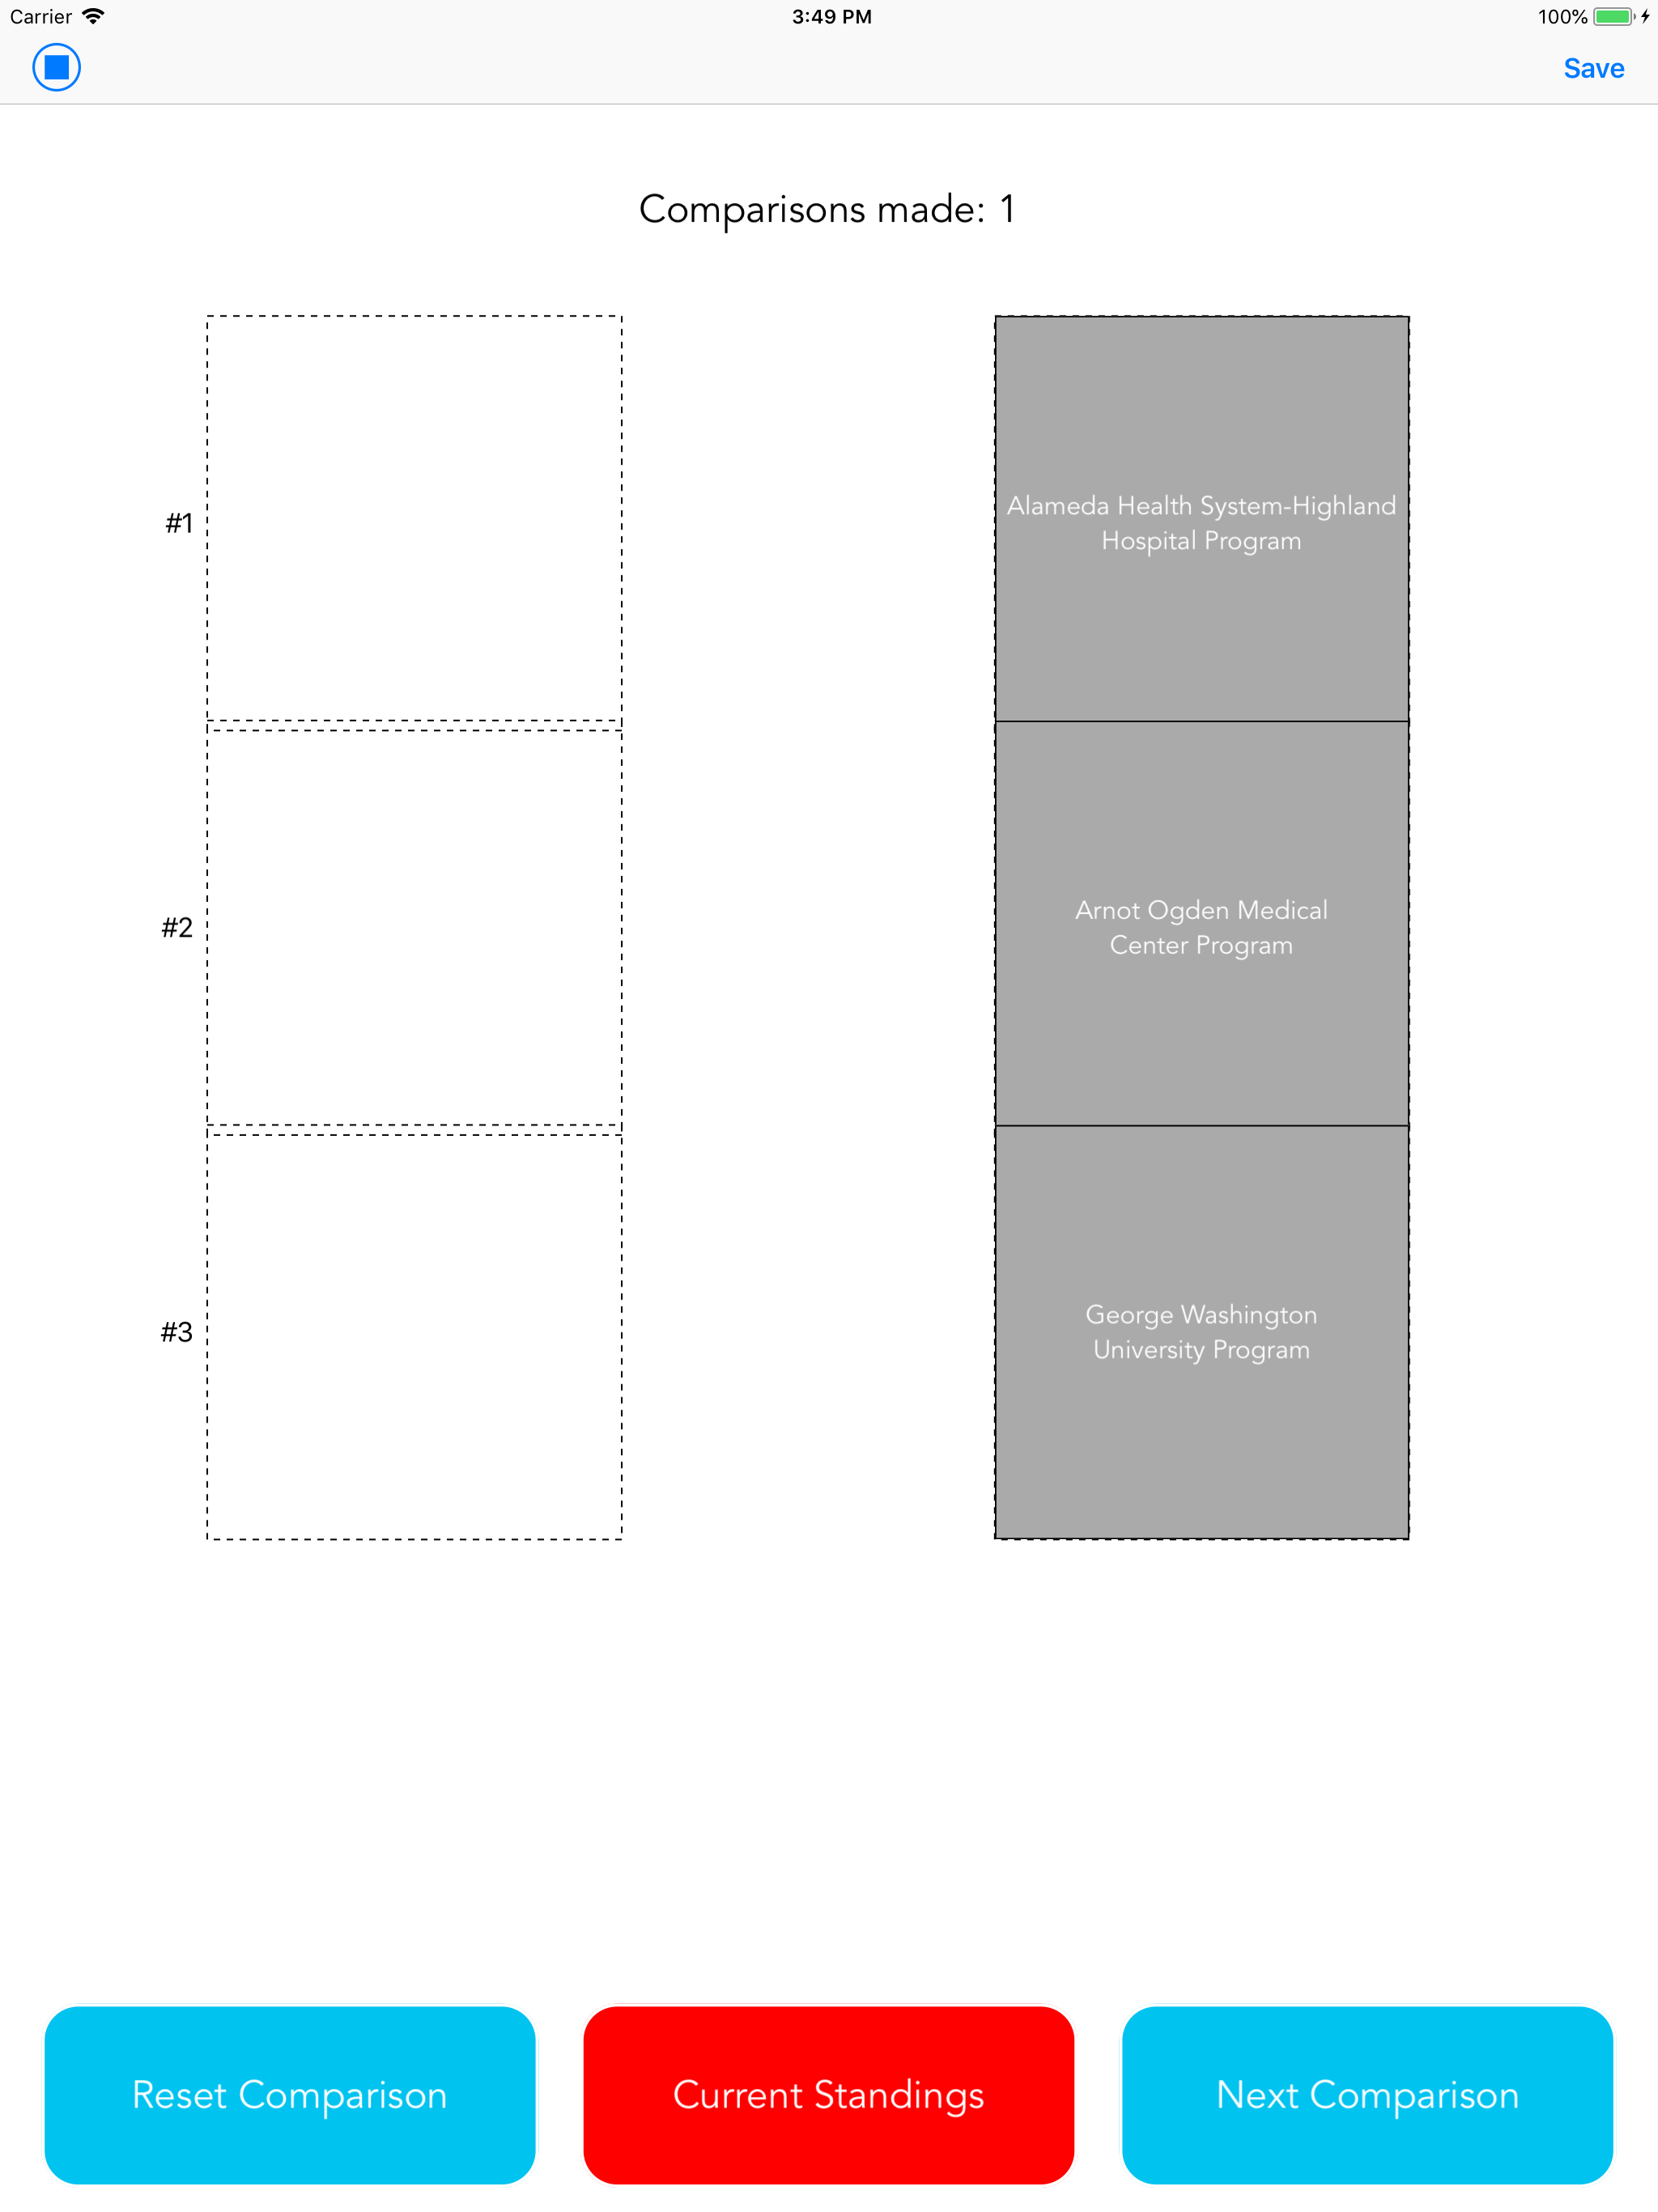 Carrier 3:49 PM 100%
Save
Comparisons made: 1
#1
Alameda Health System-Highland
Hospital Program
#2
Arnot Ogden Medical
Center Program
#3
George Washington
University Program
Reset Comparison
Current Standings
Next Comparison